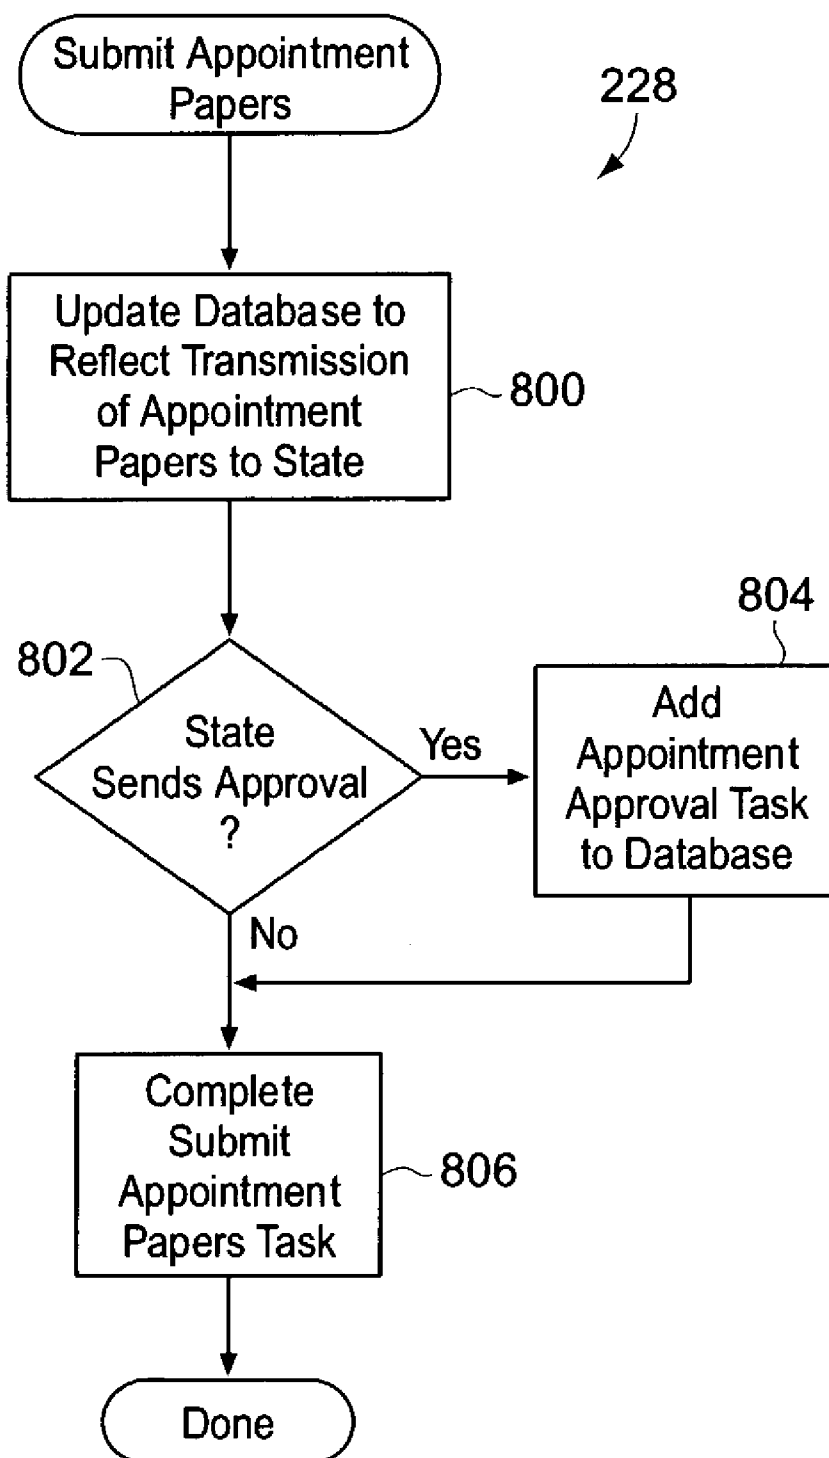 Submit Appointment
Papers
228
Update Database to
Reflect Transmission
of Appointment
Papers to State
800
802
State
Sends Approval
?
Yes
804
Add
Appointment
Approval Task
to Database
No
Complete
Submit
Appointment
Papers Task
806
Done